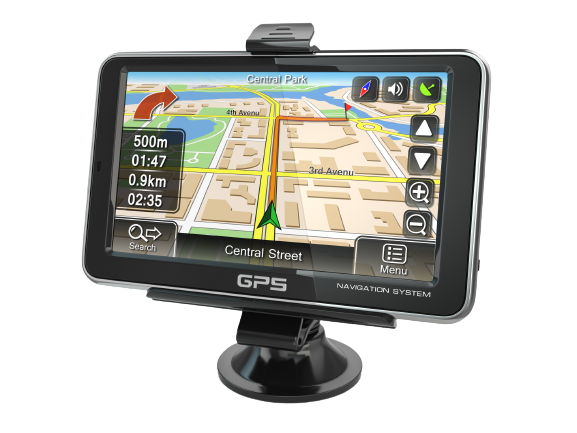 Central Park
4th Avenu
500m
01:47
0.9km
02:35
3rd Avenu
Search
Central Street
Menu
GPS
NAVIGATION SYSTEM